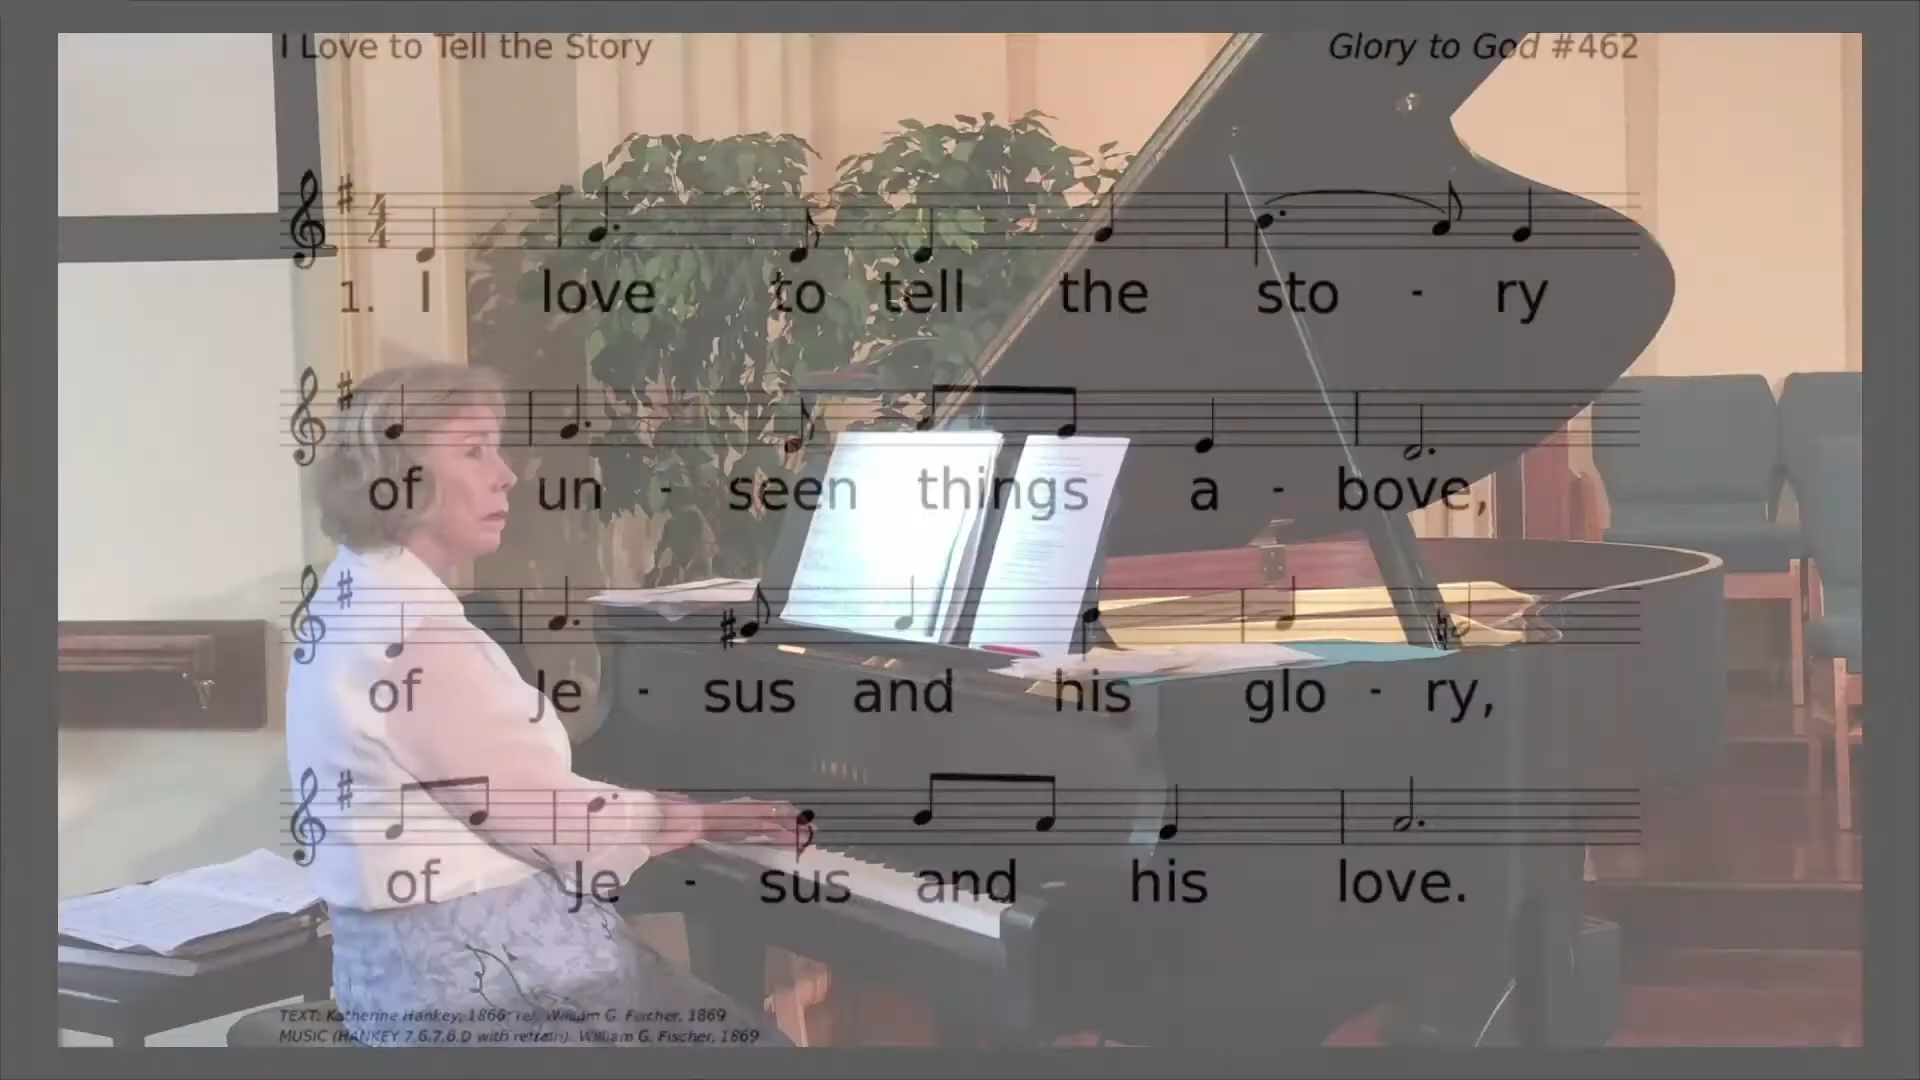 I Love to Tell the Story
Glory to God #462
1. I love to tell the sto - ry
of un - seen things a - bove,
of Je - sus and his glo - ry,
of Je - sus and his love.
TEXT: Katherine Hankey, 1866; ref. William G. Fischer, 1869
MUSIC (HANKEY 7.6.7.6.D with refrain): William G. Fischer, 1869